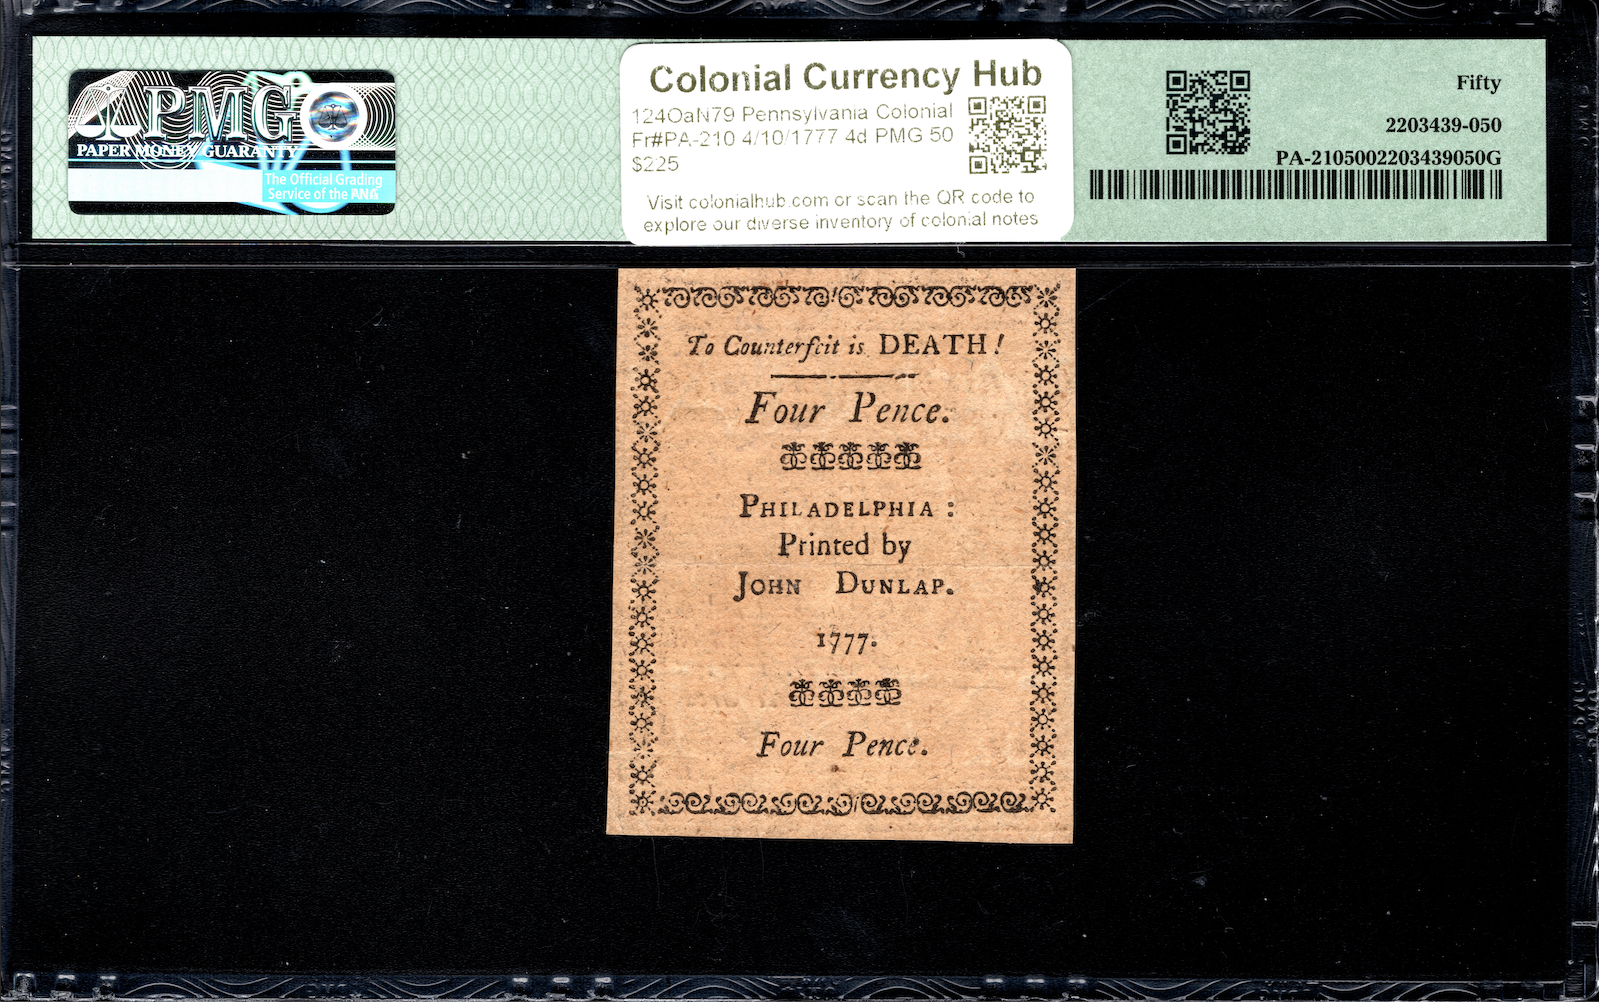 PMG
PAPER MONEY GUARANTY
The Official Grading
Service of the
Colonial Currency Hub
124OaN79 Pennsylvania Colonial
Fr#PA-210 4/10/1777 4d PMG 50
$225
Visit colonialhub.com or scan the QR code to
explore our diverse inventory of colonial notes
Fifty
2203439-050
PA-2105002203439050G
To Counterfeit is DEATH!
Four Pence.
PHILADELPHIA:
Printed by
JOHN DUNLAP.
1777.
Four Pence.